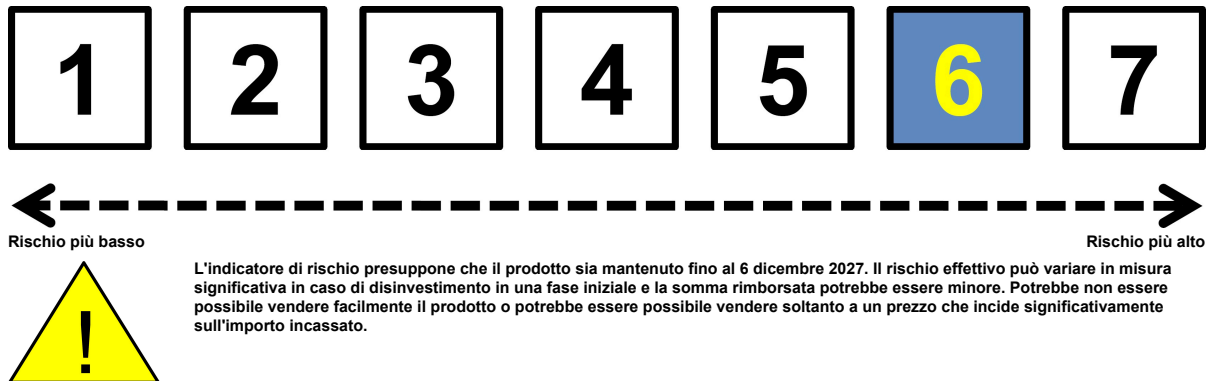 1 2 3 4 5 6 7
Rischio più basso Rischio più alto
L'indicatore di rischio presuppone che il prodotto sia mantenuto fino al 6 dicembre 2027. Il rischio effettivo può variare in misura
significativa in caso di disinvestimento in una fase iniziale e la somma rimborsata potrebbe essere minore. Potrebbe non essere
possibile vendere facilmente il prodotto o potrebbe essere possibile vendere soltanto a un prezzo che incide significativamente
sull'importo incassato.
!